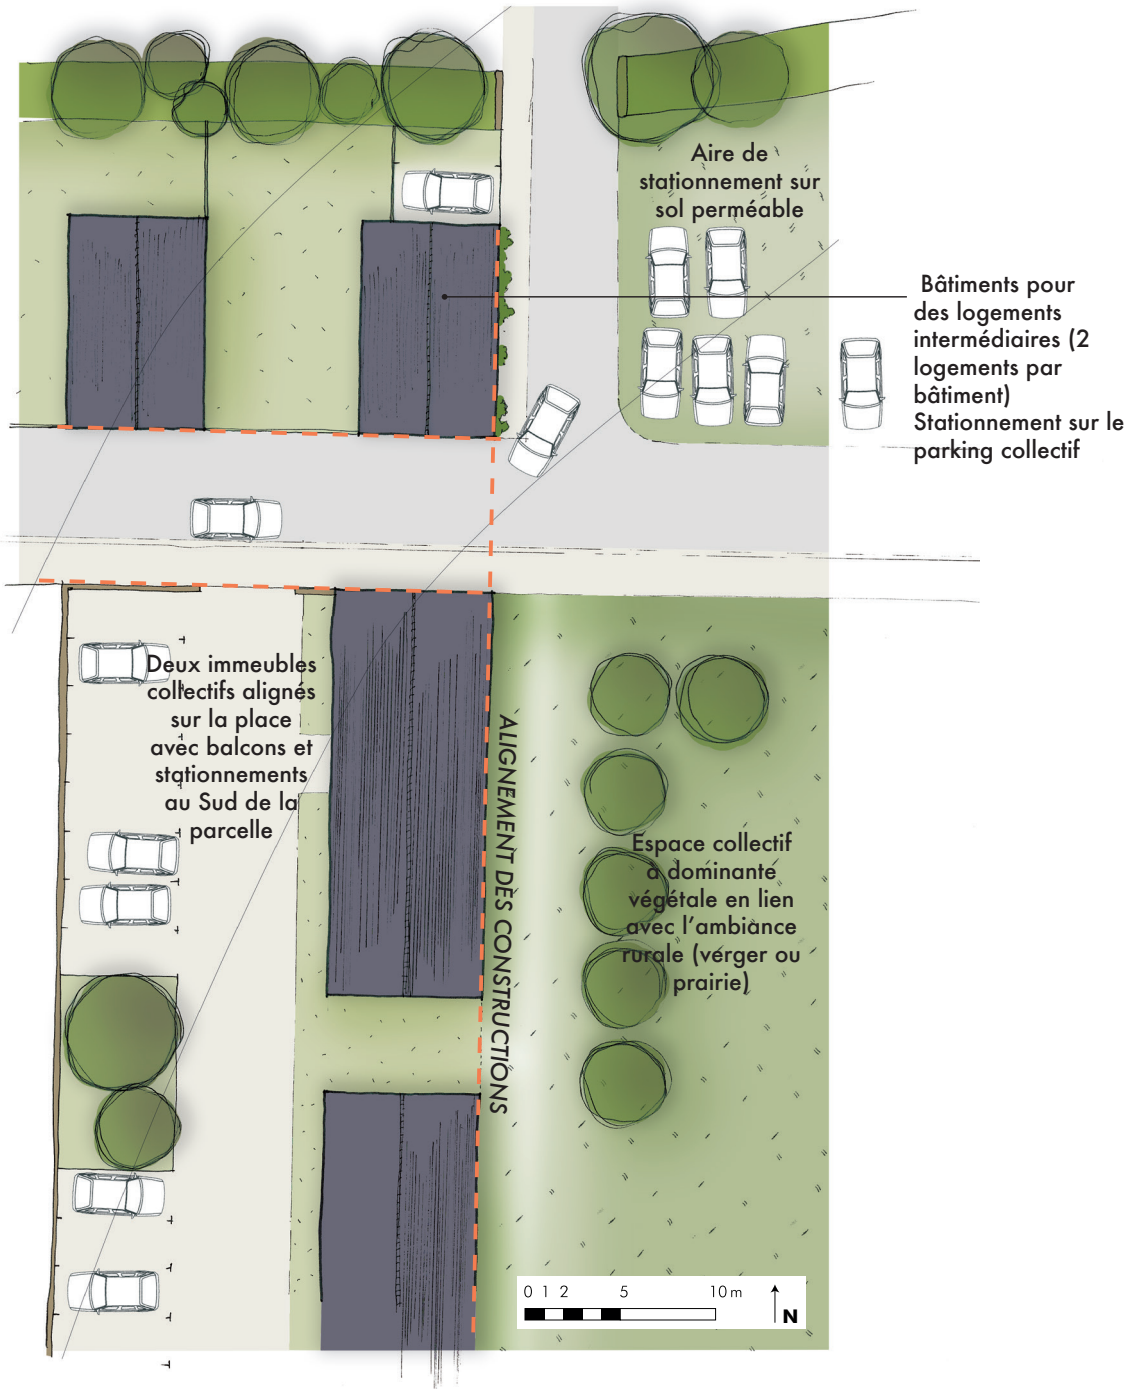 Aire de
stationnement sur
sol perméable
Bâtiments pour
des logements
intermédiaires (2
logements par
bâtiment)
Stationnement sur le
parking collectif
Deux immeubles
collectifs alignés
sur la place
avec balcons et
stationnements
au Sud de la
parcelle
ALIGNEMENT DES CONSTRUCTIONS
Espace collectif
à dominante
végétale en lien
avec l'ambiance
rurale (verger ou
prairie)
0 1 2 5 10 m
N